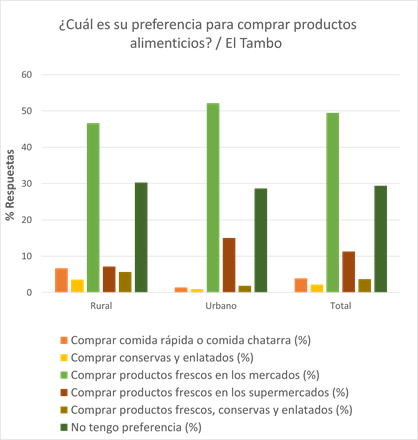 ¿Cuál es su preferencia para comprar productos
alimenticios? / El Tambo
% Respuestas
60
50
40
30
20
10
0
Rural Urbano Total
Comprar comida rápida o comida chatarra (%)
Comprar conservas y enlatados (%)
Comprar productos frescos en los mercados (%)
Comprar productos frescos en los supermercados (%)
Comprar productos frescos, conservas y enlatados (%)
No tengo preferencia (%)